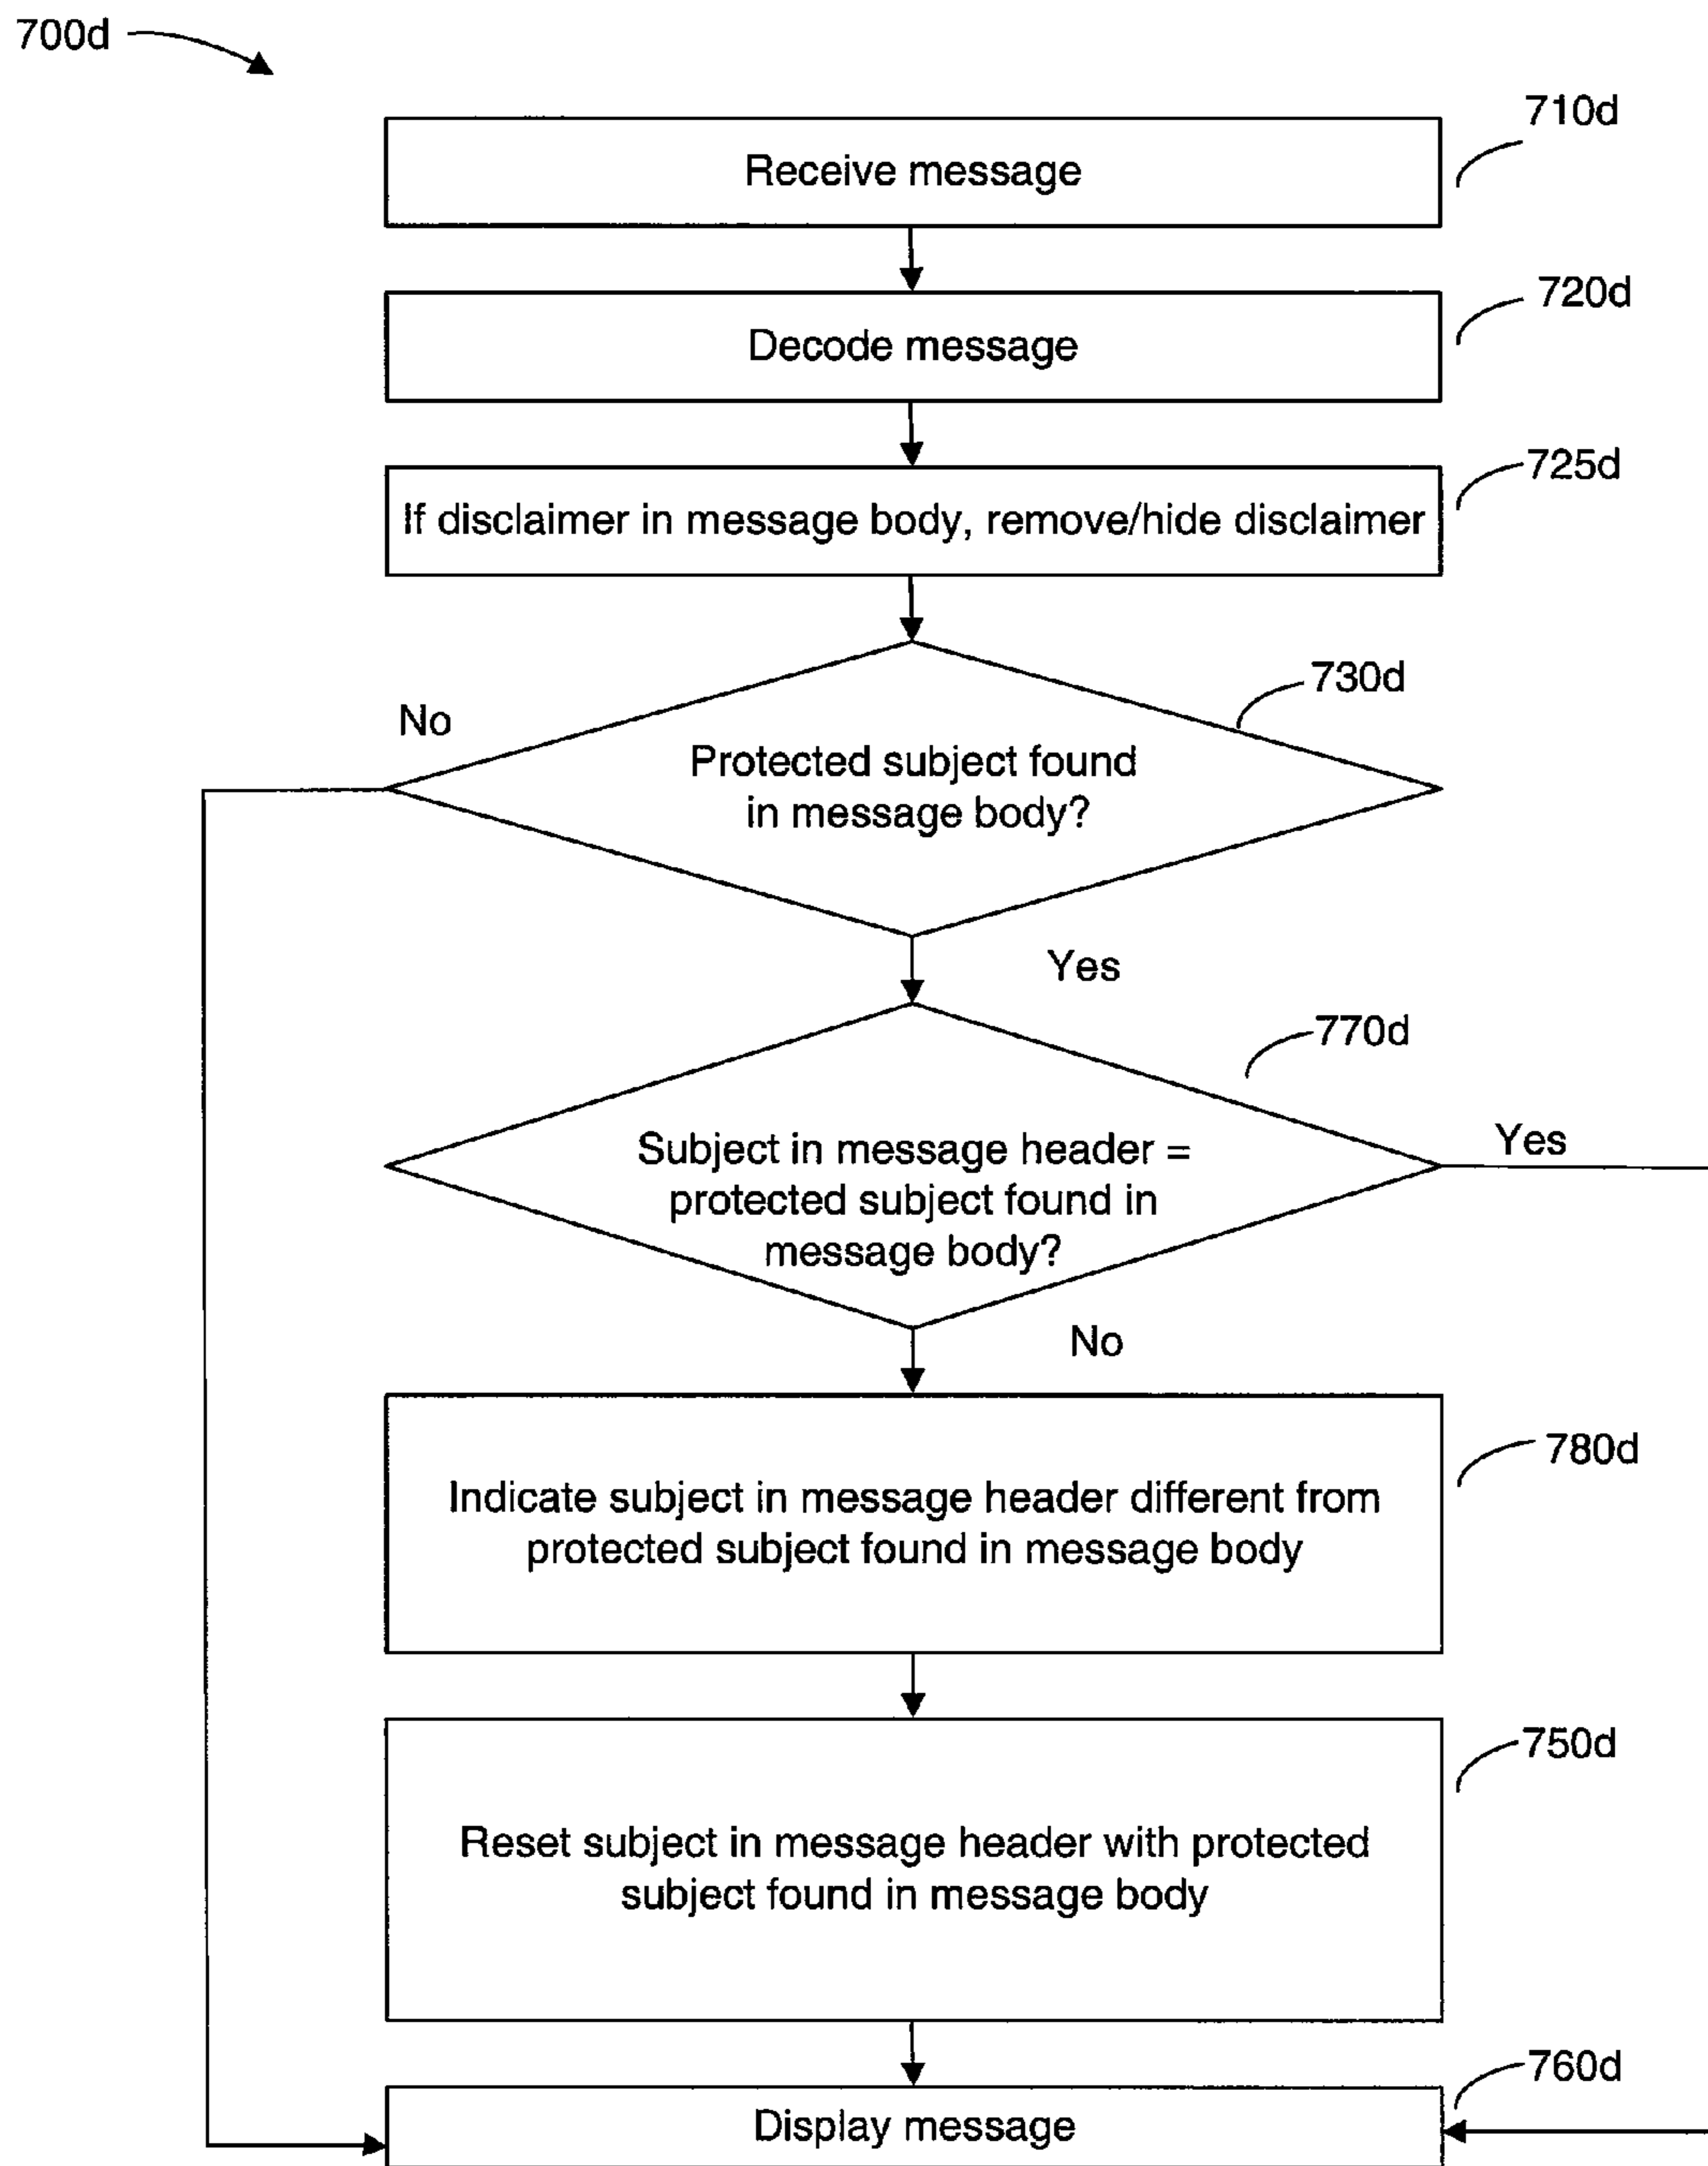 700d
710d
Receive message
720d
Decode message
725d
If disclaimer in message body, remove/hide disclaimer
730d
No
Protected subject found
in message body?
Yes
770d
Yes
Subject in message header =
protected subject found in
message body?
No
780d
Indicate subject in message header different from
protected subject found in message body
750d
Reset subject in message header with protected
subject found in message body
760d
Display message